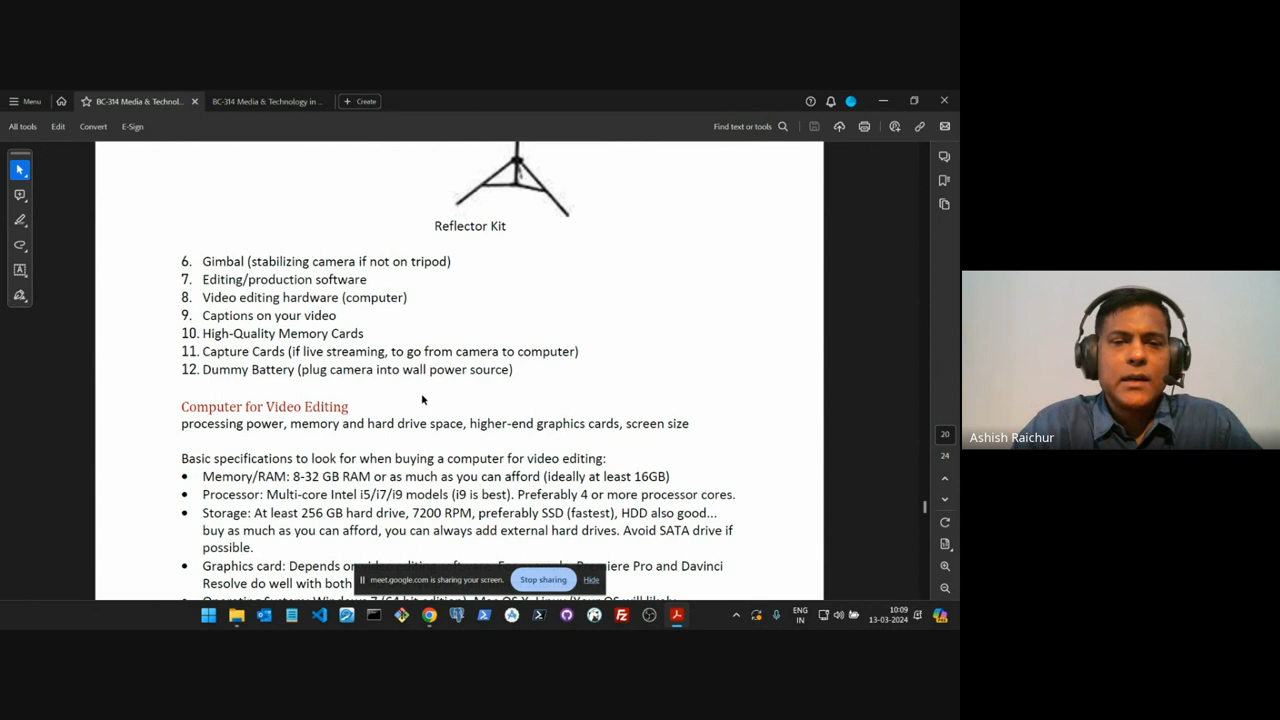 Menu
BC-314 Media & Technol...
BC-314 Media & Technology in ...
Create
All tools
Edit
Convert
E-Sign
Find text or tools
Reflector Kit
6. Gimbal (stabilizing camera if not on tripod)
7. Editing/production software
8. Video editing hardware (computer)
9. Captions on your video
10. High-Quality Memory Cards
11. Capture Cards (if live streaming, to go from camera to computer)
12. Dummy Battery (plug camera into wall power source)
Computer for Video Editing
processing power, memory and hard drive space, higher-end graphics cards, screen size
Basic specifications to look for when buying a computer for video editing:
• Memory/RAM: 8-32 GB RAM or as much as you can afford (ideally at least 16GB)
• Processor: Multi-core Intel i5/i7/i9 models (i9 is best). Preferably 4 or more processor cores.
• Storage: At least 256 GB hard drive, 7200 RPM, preferably SSD (fastest), HDD also good...
buy as much as you can afford, you can always add external hard drives. Avoid SATA drive if
possible.
• Graphics card: Depends on video editing software. For example, Premiere Pro and Davinci
Resolve do well with both
meet.google.com is sharing your screen.
Stop sharing
Hide
20
24
ENG
IN
10:09
13-03-2024
Ashish Raichur